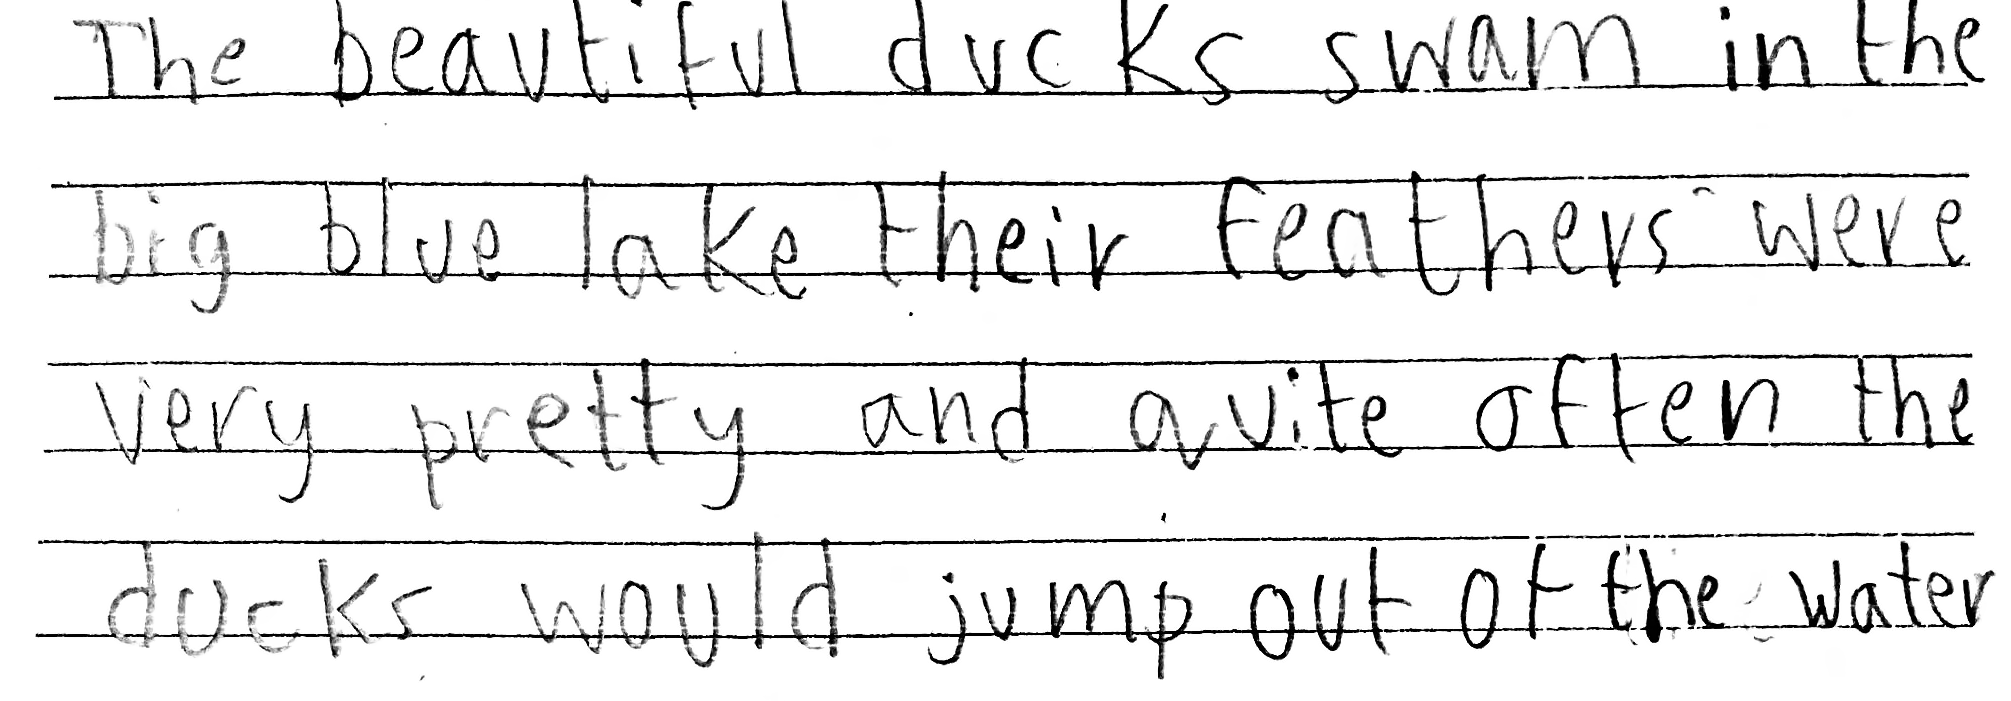 The beautiful ducks swam in the
big blue lake their feathers were
very pretty and quite often the
ducks would jump out of the water